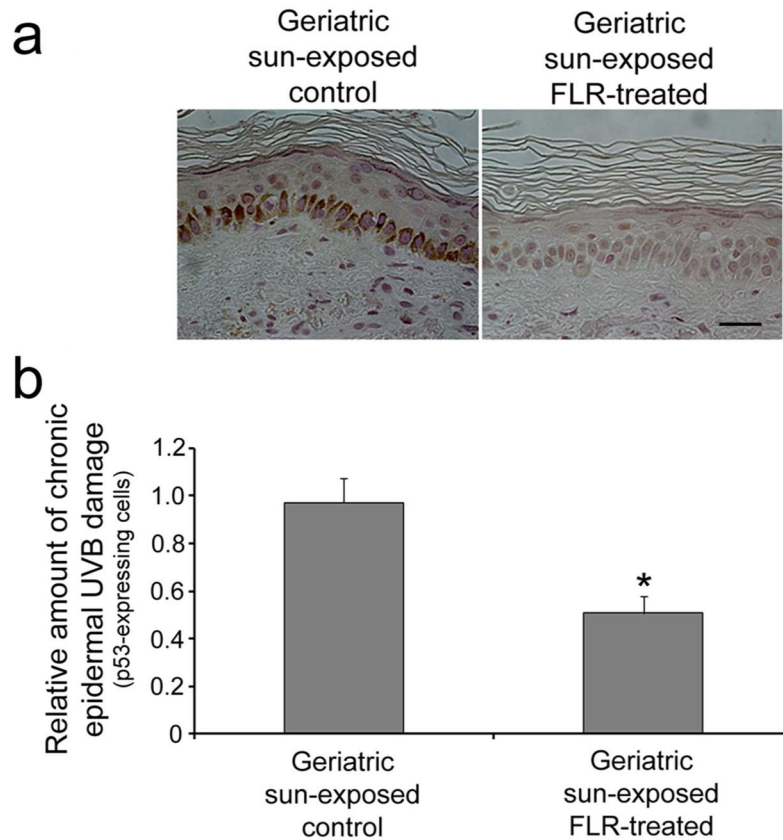 a
Geriatric
sun-exposed
control
Geriatric
sun-exposed
FLR-treated
b
Relative amount of chronic
epidermal UVB damage
(p53-expressing cells)
1.2
1.0
0.8
0.6
0.4
0.2
0
*
Geriatric
sun-exposed
control
Geriatric
sun-exposed
FLR-treated